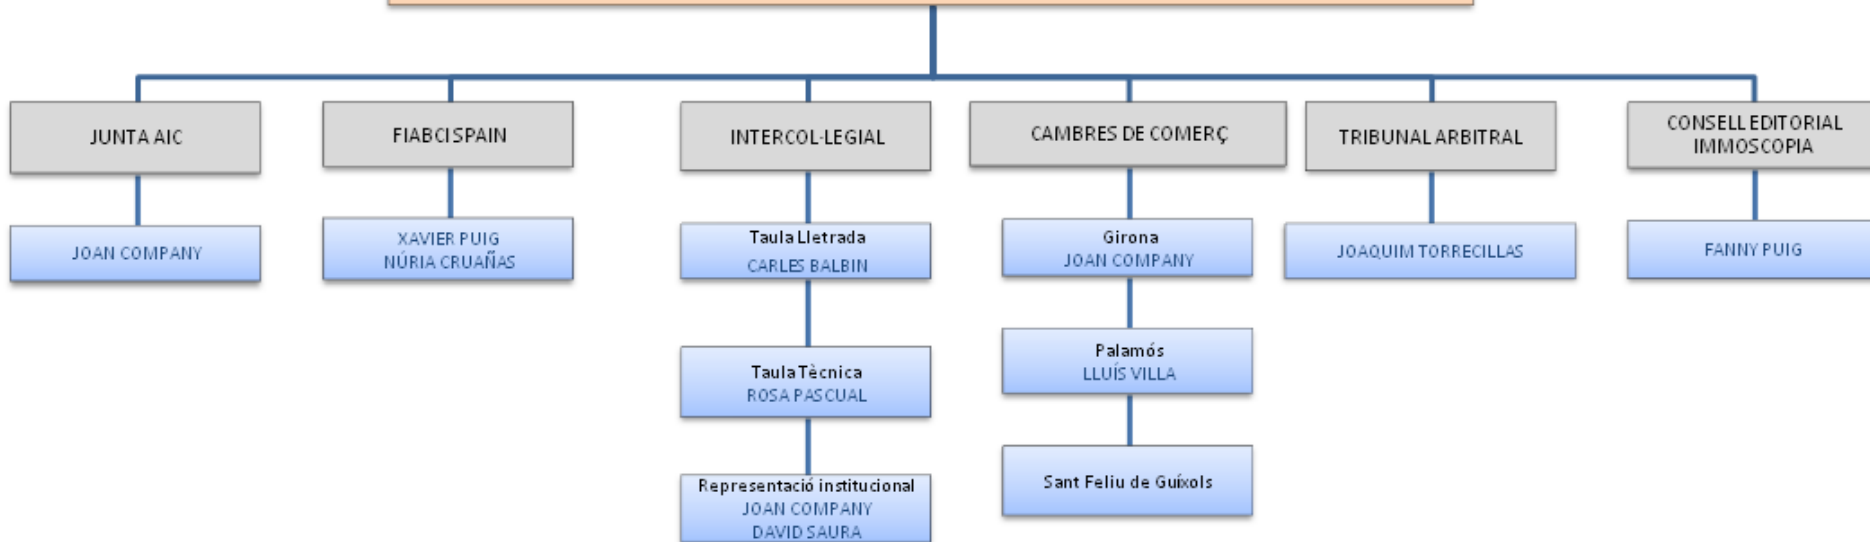 JUNTA AIC
JOAN COMPANY
FIABCI SPAIN
XAVIER PUIG
NÚRIA CRUAÑAS
INTERCOL·LEGIAL
Taula Lletrada
CARLES BALBIN
Taula Tècnica
ROSA PASCUAL
Representació institucional
JOAN COMPANY
DAVID SAURA
CAMBRES DE COMERÇ
Girona
JOAN COMPANY
Palamós
LLUÍS VILLA
Sant Feliu de Guíxols
TRIBUNAL ARBITRAL
JOAQUIM TORRECILLAS
CONSELL EDITORIAL
IMMOSCOPIA
FANNY PUIG